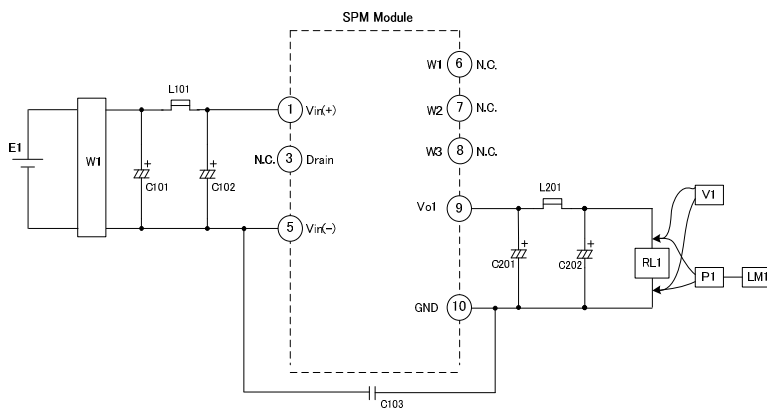 SPM Module
W1 6 N.C.
L101
1 Vin(+)
W2 7 N.C.
E1
W1
N.C. 3 Drain
W3 8 N.C.
C101
C102
L201
V1
Vo1 9
5 Vin(-)
C201
C202
RL1
P1
LM1
GND 10
C103